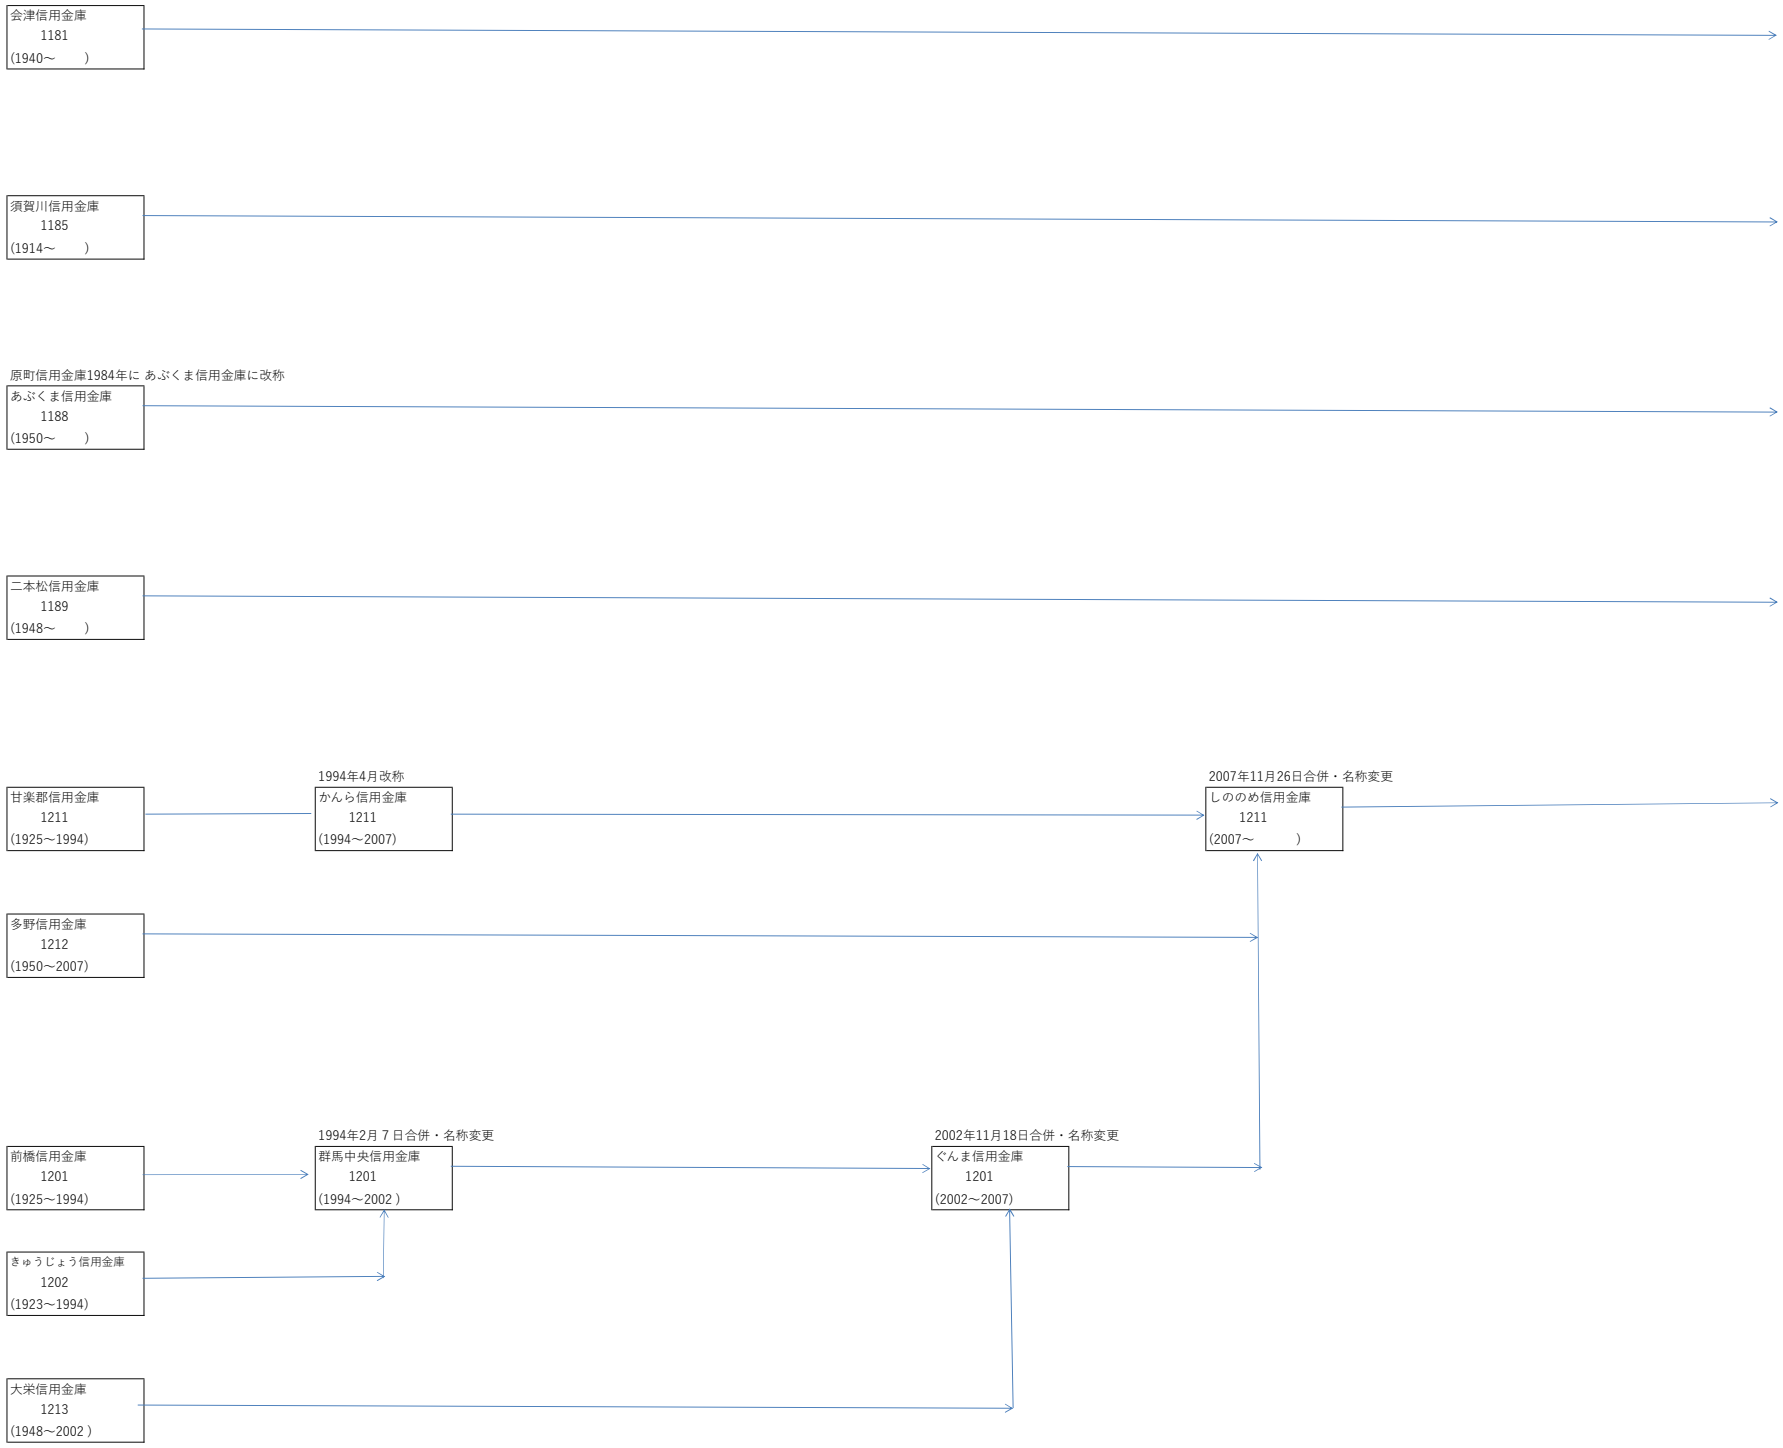 会津信用金庫
1181
(1940～　　)
須賀川信用金庫
1185
(1914～　　)
原町信用金庫1984年に あぶくま信用金庫に改称
あぶくま信用金庫
1188
(1950～　　)
二本松信用金庫
1189
(1948～　　)
1994年4月改称
2007年11月26日合併・名称変更
甘楽郡信用金庫
1211
(1925～1994)
かんら信用金庫
1211
(1994～2007)
しののめ信用金庫
1211
(2007～　　　)
多野信用金庫
1212
(1950～2007)
1994年2月７日合併・名称変更
2002年11月18日合併・名称変更
前橋信用金庫
1201
(1925～1994)
群馬中央信用金庫
1201
(1994～2002 )
ぐんま信用金庫
1201
(2002～2007)
きゅうじょう信用金庫
1202
(1923～1994)
大栄信用金庫
1213
(1948～2002 )